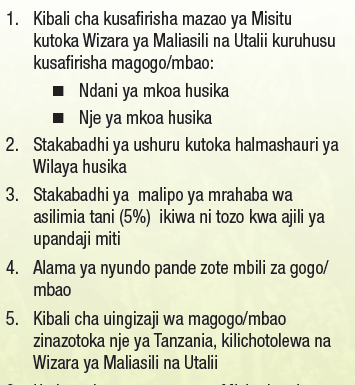 1. Kibali cha kusafirisha mazao ya Misitu
kutoka Wizara ya Maliasili na Utalii kuruhusu
kusafirisha magogo/mbao:
■ Ndani ya mkoa husika
■ Nje ya mkoa husika
2. Stakabadhi ya ushuru kutoka halmashauri ya
Wilaya husika
3. Stakabadhi ya malipo ya mrahaba wa
asilimia tani (5%) ikiwa ni tozo kwa ajili ya
upandaji miti
4. Alama ya nyundo pande zote mbili za gogo/
mbao
5. Kibali cha uingizaji wa magogo/mbao
zinazotoka nje ya Tanzania, kilichotolewa na
Wizara ya Maliasili na Utalii